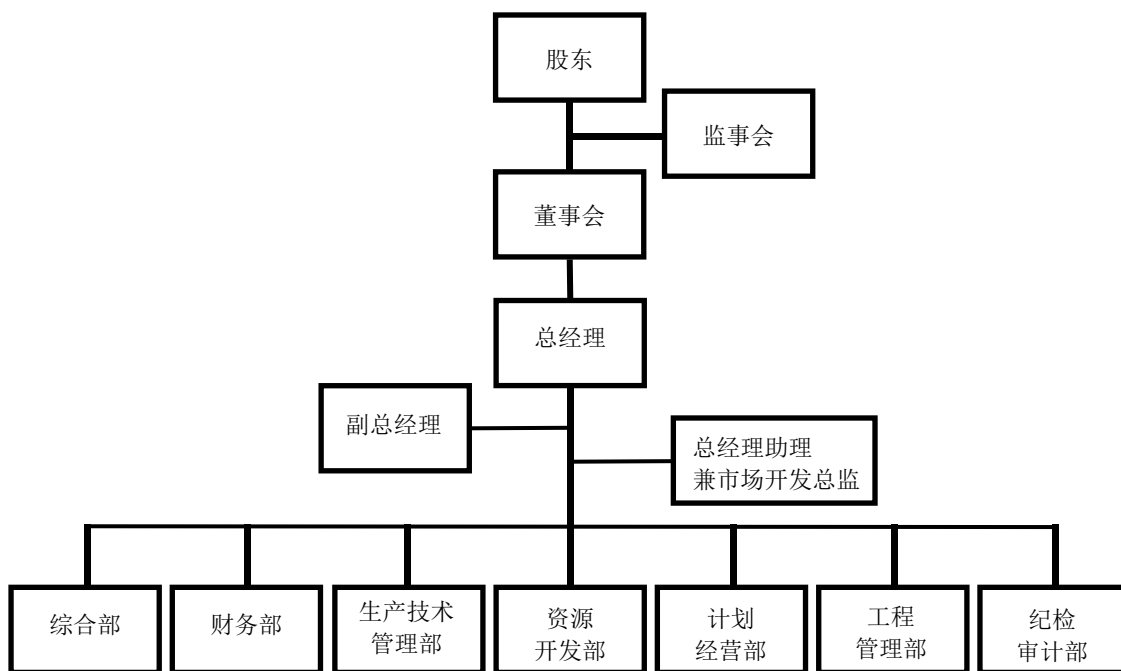 股东
监事会
董事会
总经理
副总经理
总经理助理
兼市场开发总监
综合部
财务部
生产技术
管理部
资源
开发部
计划
经营部
工程
管理部
纪检
审计部